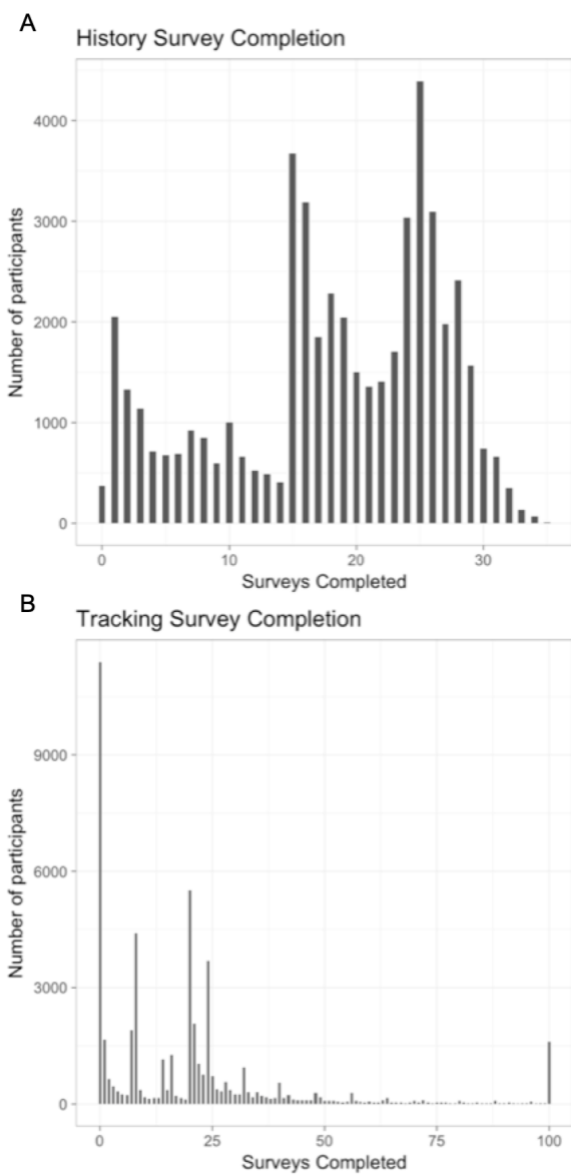 A
History Survey Completion
Number of participants
4000
3000
2000
1000
0
0 10 20 30
Surveys Completed
B
Tracking Survey Completion
Number of participants
9000
6000
3000
0
0 25 50 75 100
Surveys Completed